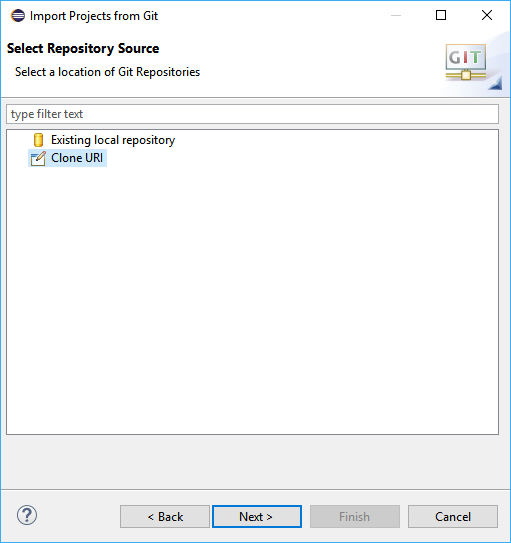 Import Projects from Git
Select Repository Source
Select a location of Git Repositories
GIT
type filter text
Existing local repository
Clone URI
?
< Back
Next >
Finish
Cancel